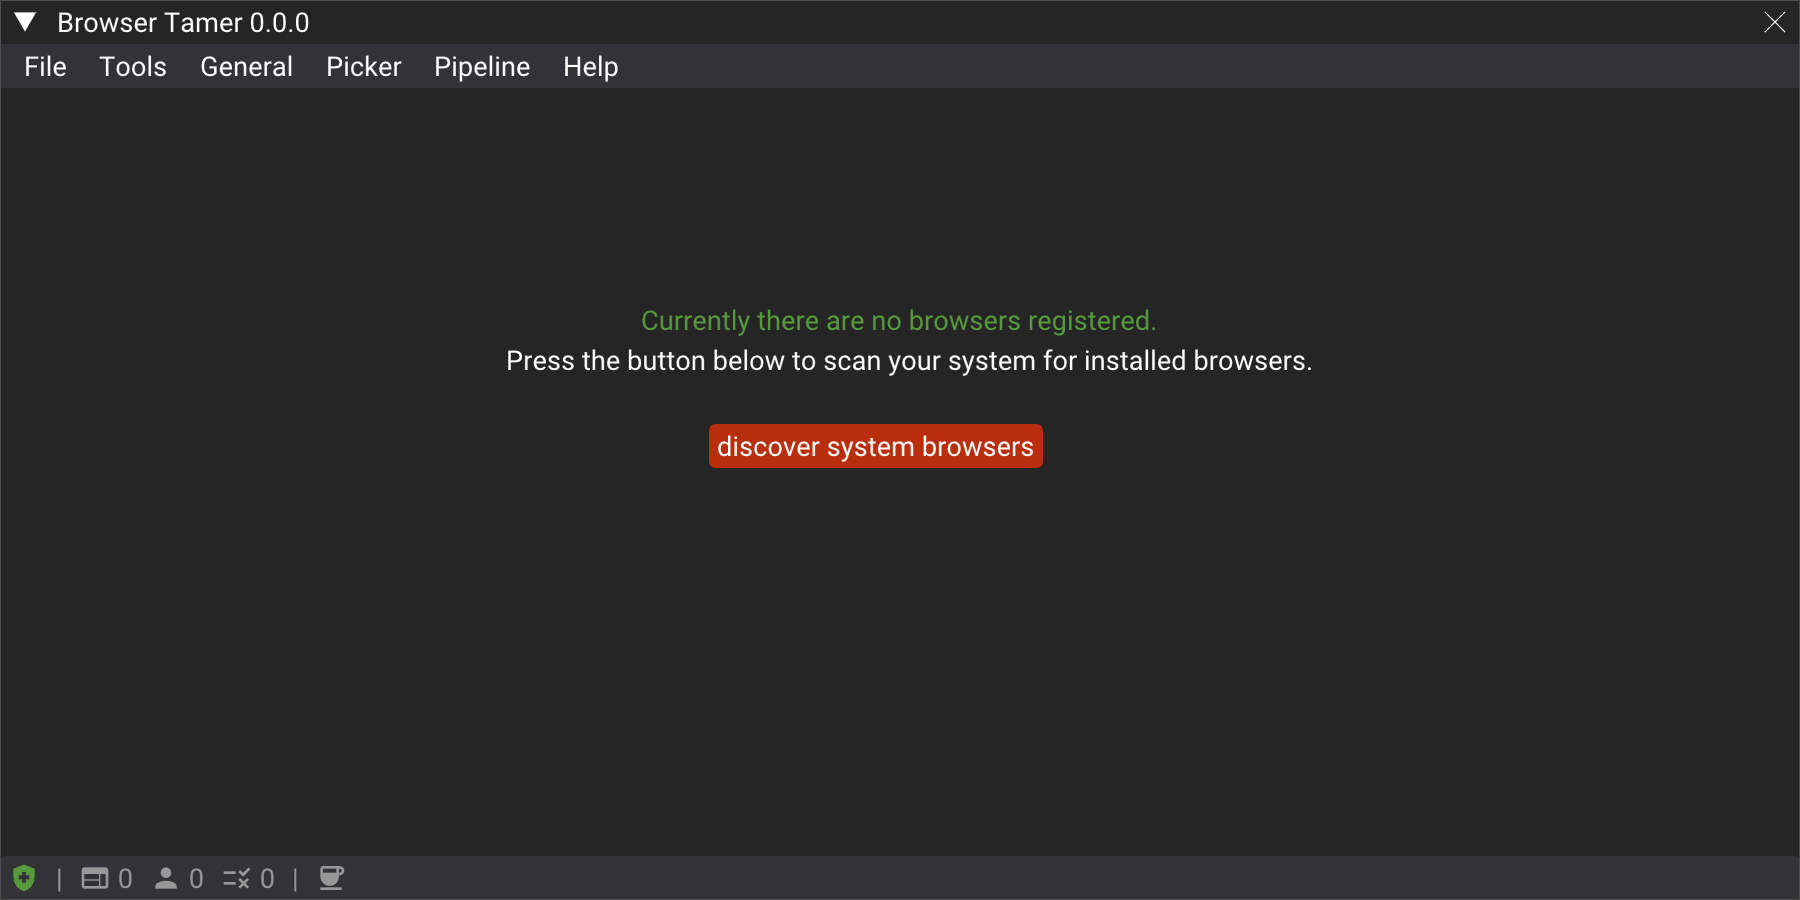 Browser Tamer 0.0.0
File Tools General Picker Pipeline Help
Currently there are no browsers registered.
Press the button below to scan your system for installed browsers.
discover system browsers
| 0 0 0 |